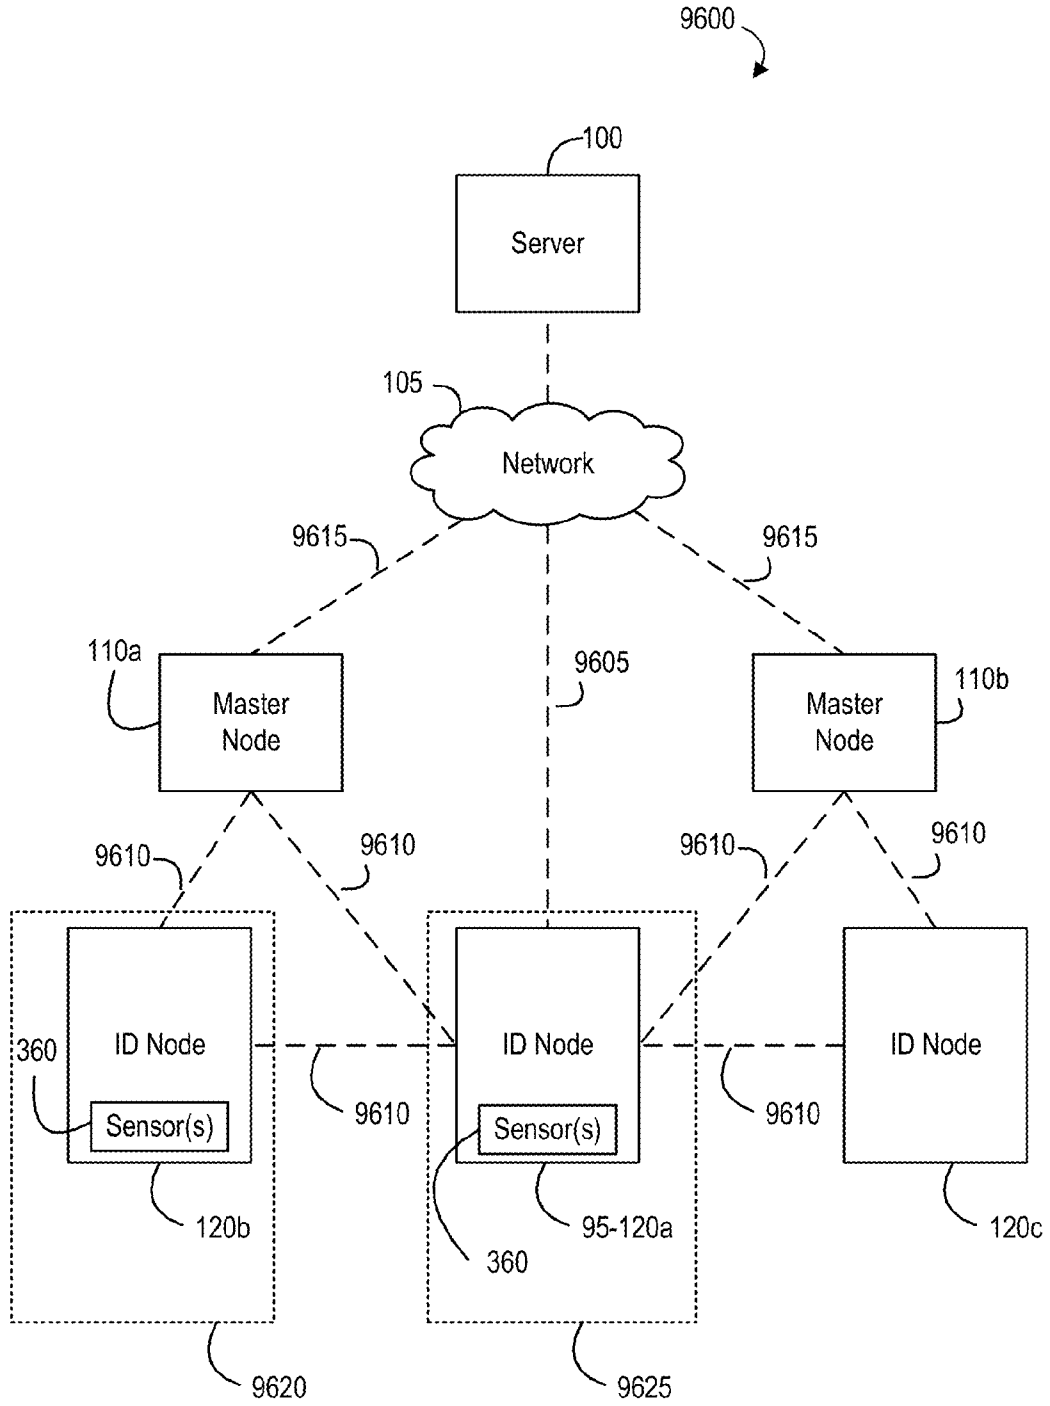 9600
100
Server
105
Network
9615
9615
110a
Master
Node
9605
Master
Node
110b
9610
9610
9610
9610
ID Node
ID Node
ID Node
360
Sensor(s)
9610
Sensor(s)
9610
120b
95-120a
120c
360
9620
9625